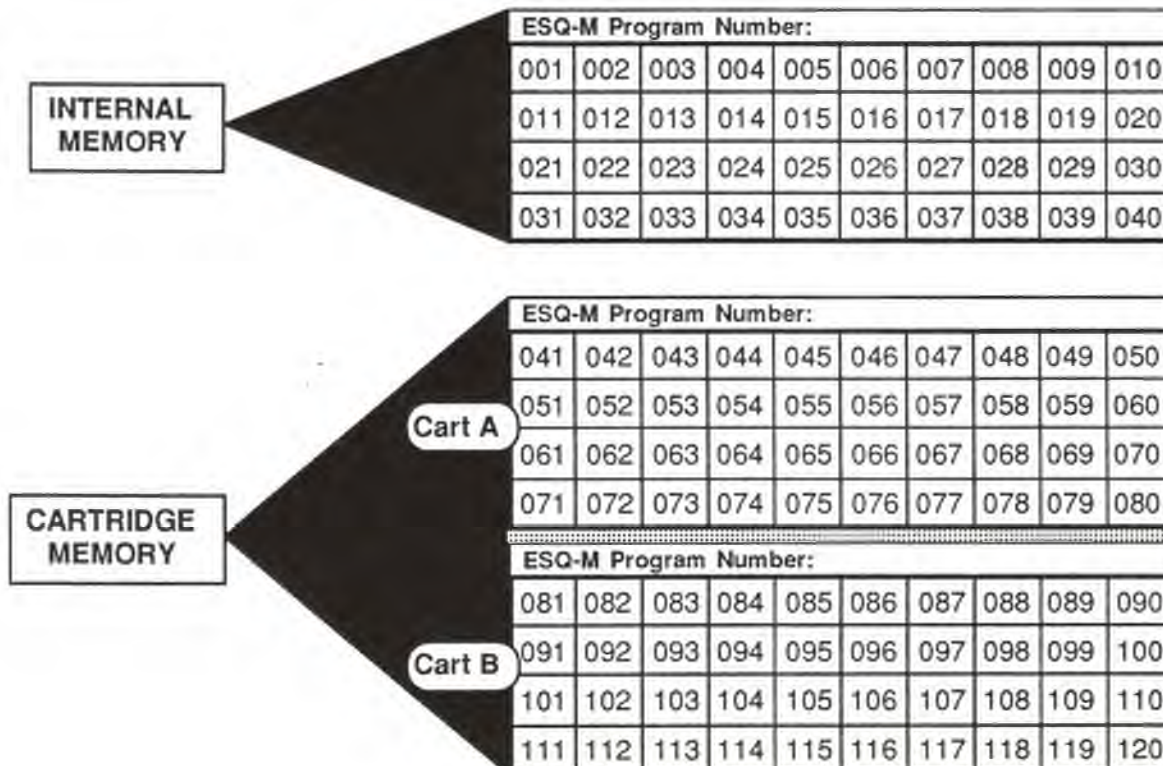 ESQ-M Program Number:
001 002 003 004 005 006 007 008 009 010
INTERNAL
MEMORY
011 012 013 014 015 016 017 018 019 020
021 022 023 024 025 026 027 028 029 030
031 032 033 034 035 036 037 038 039 040
ESQ-M Program Number:
041 042 043 044 045 046 047 048 049 050
Cart A
051 052 053 054 055 056 057 058 059 060
061 062 063 064 065 066 067 068 069 070
071 072 073 074 075 076 077 078 079 080
CARTRIDGE
MEMORY
ESQ-M Program Number:
081 082 083 084 085 086 087 088 089 090
Cart B
091 092 093 094 095 096 097 098 099 100
101 102 103 104 105 106 107 108 109 110
111 112 113 114 115 116 117 118 119 120